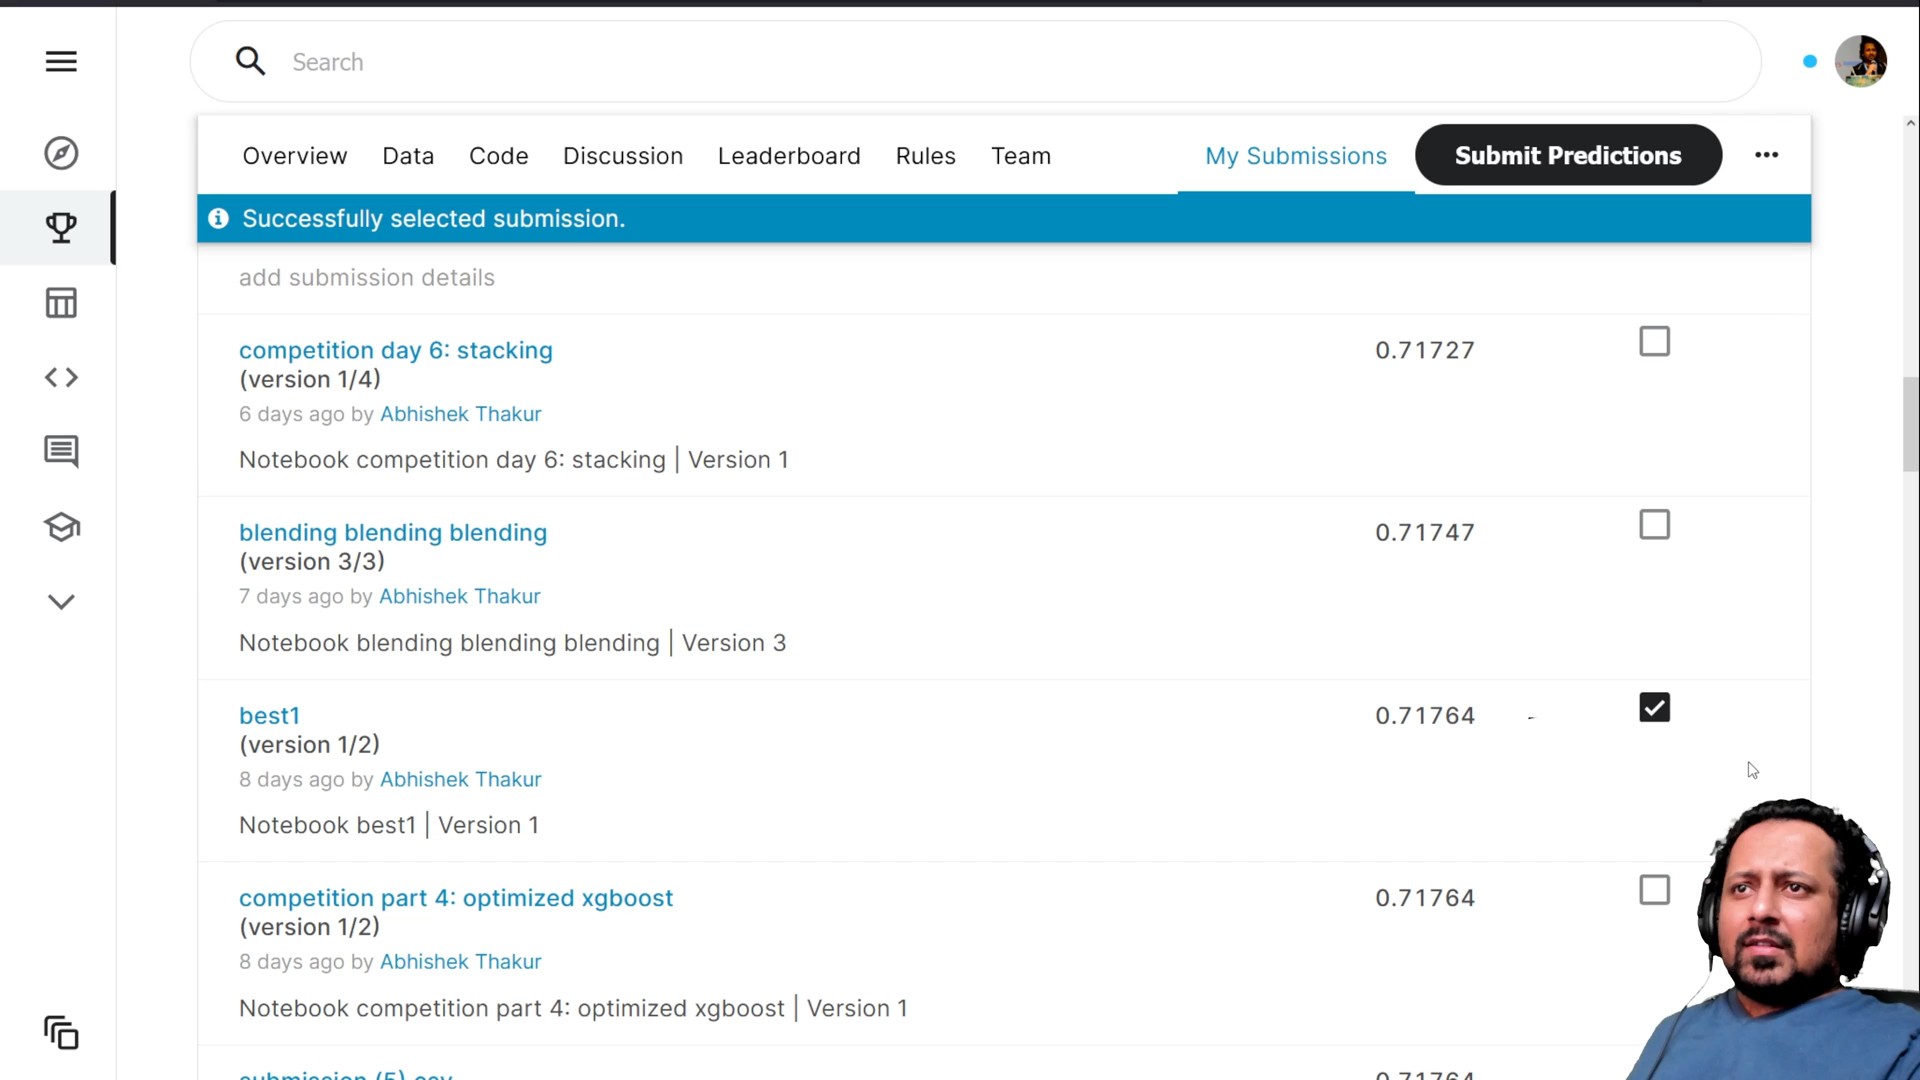 Search
Overview Data Code Discussion Leaderboard Rules Team My Submissions Submit Predictions
Successfully selected submission.
add submission details
competition day 6: stacking 0.71727
(version 1/4)
6 days ago by Abhishek Thakur
Notebook competition day 6: stacking | Version 1
blending blending blending 0.71747
(version 3/3)
7 days ago by Abhishek Thakur
Notebook blending blending blending | Version 3
best1 0.71764
(version 1/2)
8 days ago by Abhishek Thakur
Notebook best1 | Version 1
competition part 4: optimized xgboost 0.71764
(version 1/2)
8 days ago by Abhishek Thakur
Notebook competition part 4: optimized xgboost | Version 1
submission (5).csv 0.71764